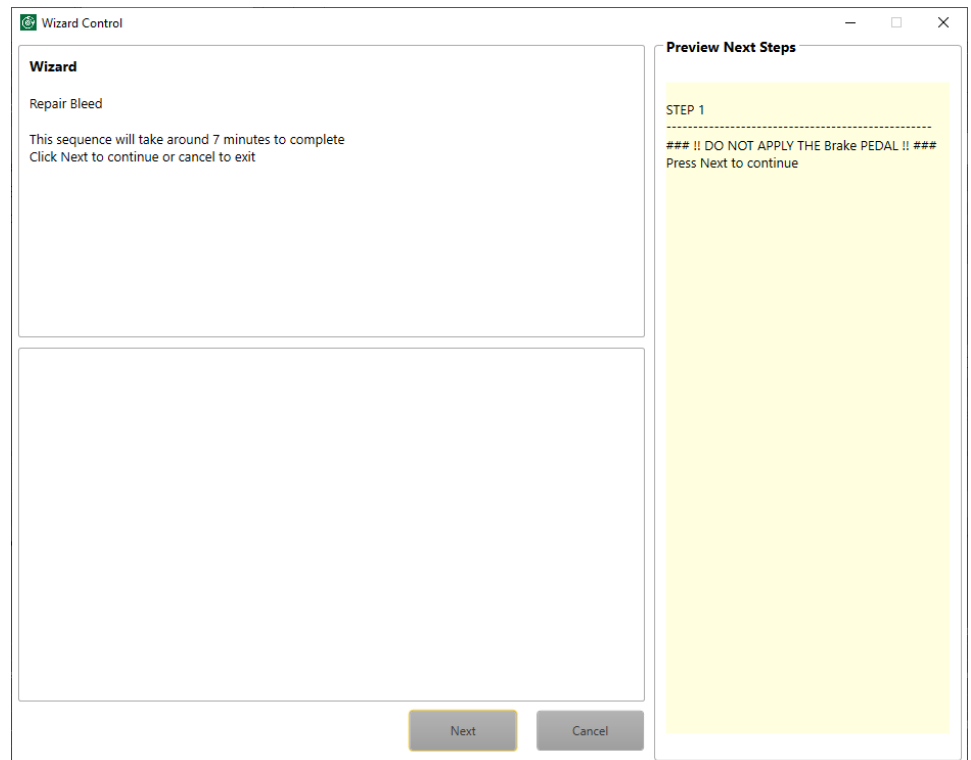 Wizard Control
Wizard
Repair Bleed
This sequence will take around 7 minutes to complete
Click Next to continue or cancel to exit
Next
Cancel
Preview Next Steps
STEP 1
--------------------------------------------------
### !! DO NOT APPLY THE Brake PEDAL !! ###
Press Next to continue